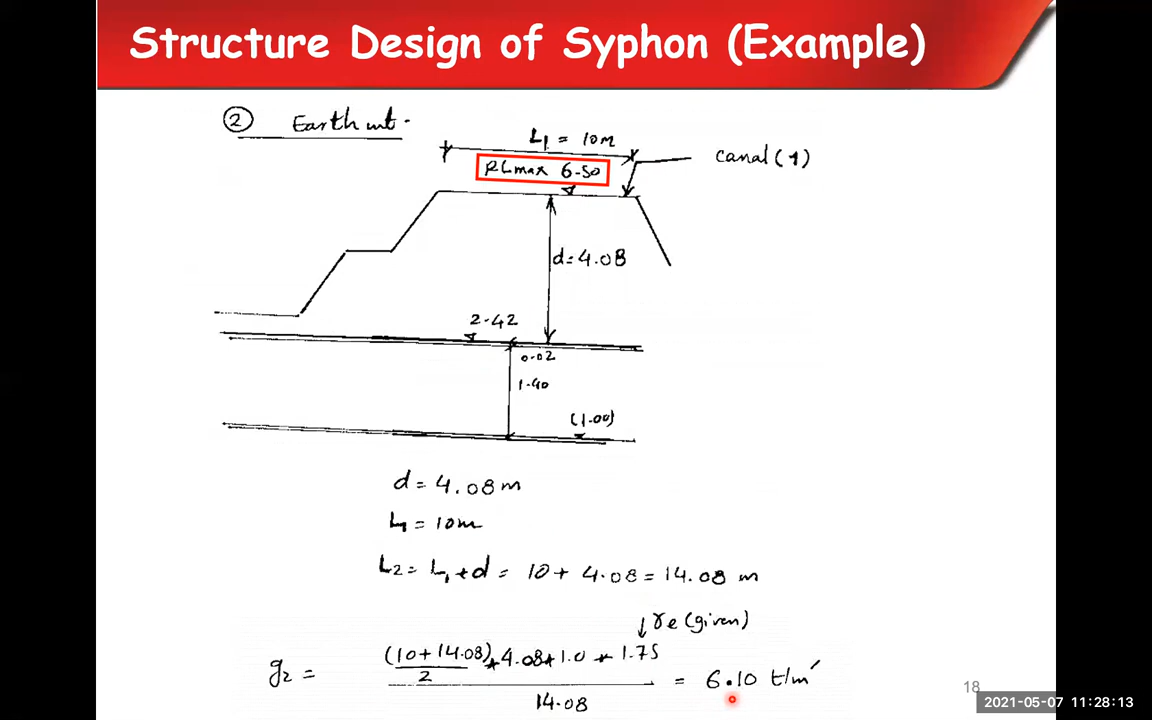 Structure Design of Syphon (Example)
② Earth wt.
L₁ = 10m
RLmax 6.50
canal (1)
d = 4.08
2.42
0.02
1.40
(1.00)
d = 4.08 m
L₁ = 10m
L₂ = L₁ + d = 10 + 4.08 = 14.08 m
↓ γe (given)
g₂ = ((10 + 14.08)/2 * 4.08 * 1.0 * 1.75) / 14.08 = 6.10 t/m'
18
2021-05-07 11:28:13